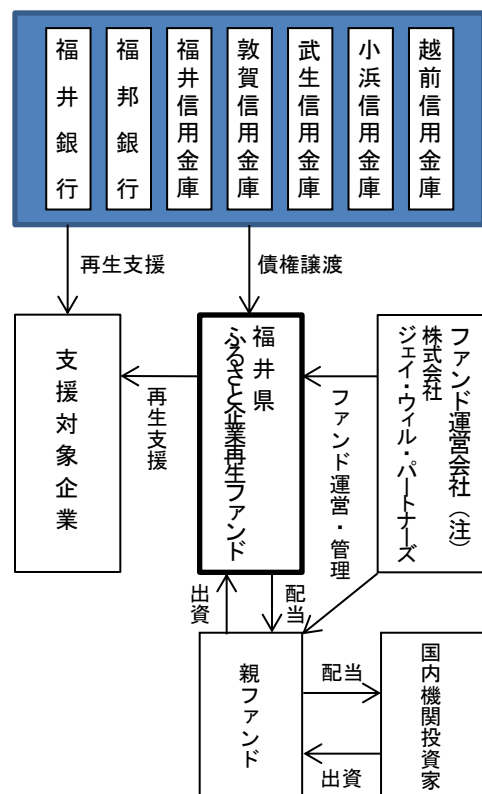 福井銀行
福邦銀行
福井信用金庫
敦賀信用金庫
武生信用金庫
小浜信用金庫
越前信用金庫
再生支援
債権譲渡
支援対象企業
再生支援
福井県
ふるさと企業再生ファンド
ファンド運営・管理
ファンド運営会社（注）
株式会社
ジェイ・ウィル・パートナーズ
出資
配当
親ファンド
配当
出資
国内機関投資家